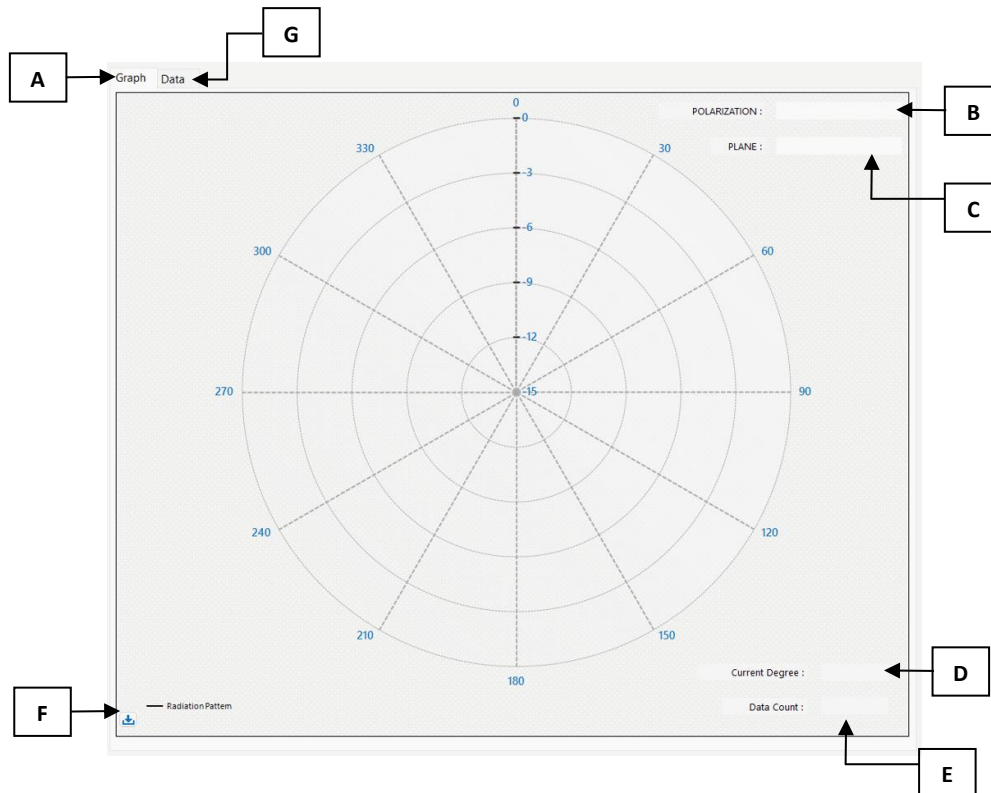 G
A
Graph Data
0
POLARIZATION :
B
0
PLANE :
330
30
-3
C
-6
300
60
-9
-12
270
-15
90
240
120
210
150
180
Current Degree :
D
F
Radiation Pattern
Data Count :
E